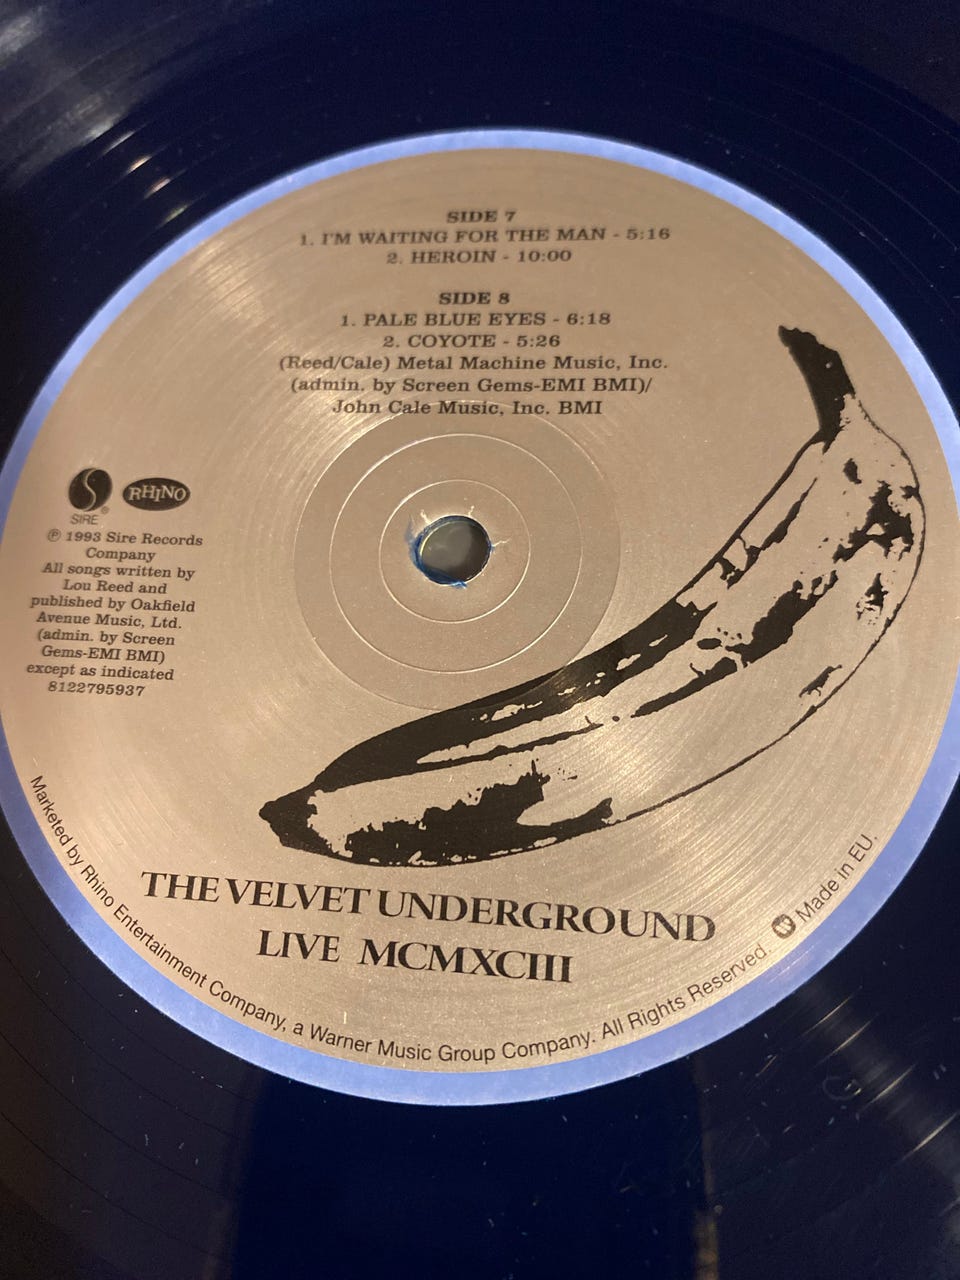 SIDE 7
1. I'M WAITING FOR THE MAN - 5:16
2. HEROIN - 10:00
SIDE 8
1. PALE BLUE EYES - 6:18
2. COYOTE - 5:26
(Reed/Cale) Metal Machine Music, Inc.
(admin. by Screen Gems-EMI BMI)/
John Cale Music, Inc. BMI
SIRE®
RHINO
℗ 1993 Sire Records
Company
All songs written by
Lou Reed and
published by Oakfield
Avenue Music, Ltd.
(admin. by Screen
Gems-EMI BMI)
except as indicated
8122795937
THE VELVET UNDERGROUND
LIVE MCMXCIII
Marketed by Rhino Entertainment Company, a Warner Music Group Company. All Rights Reserved. Made in EU.